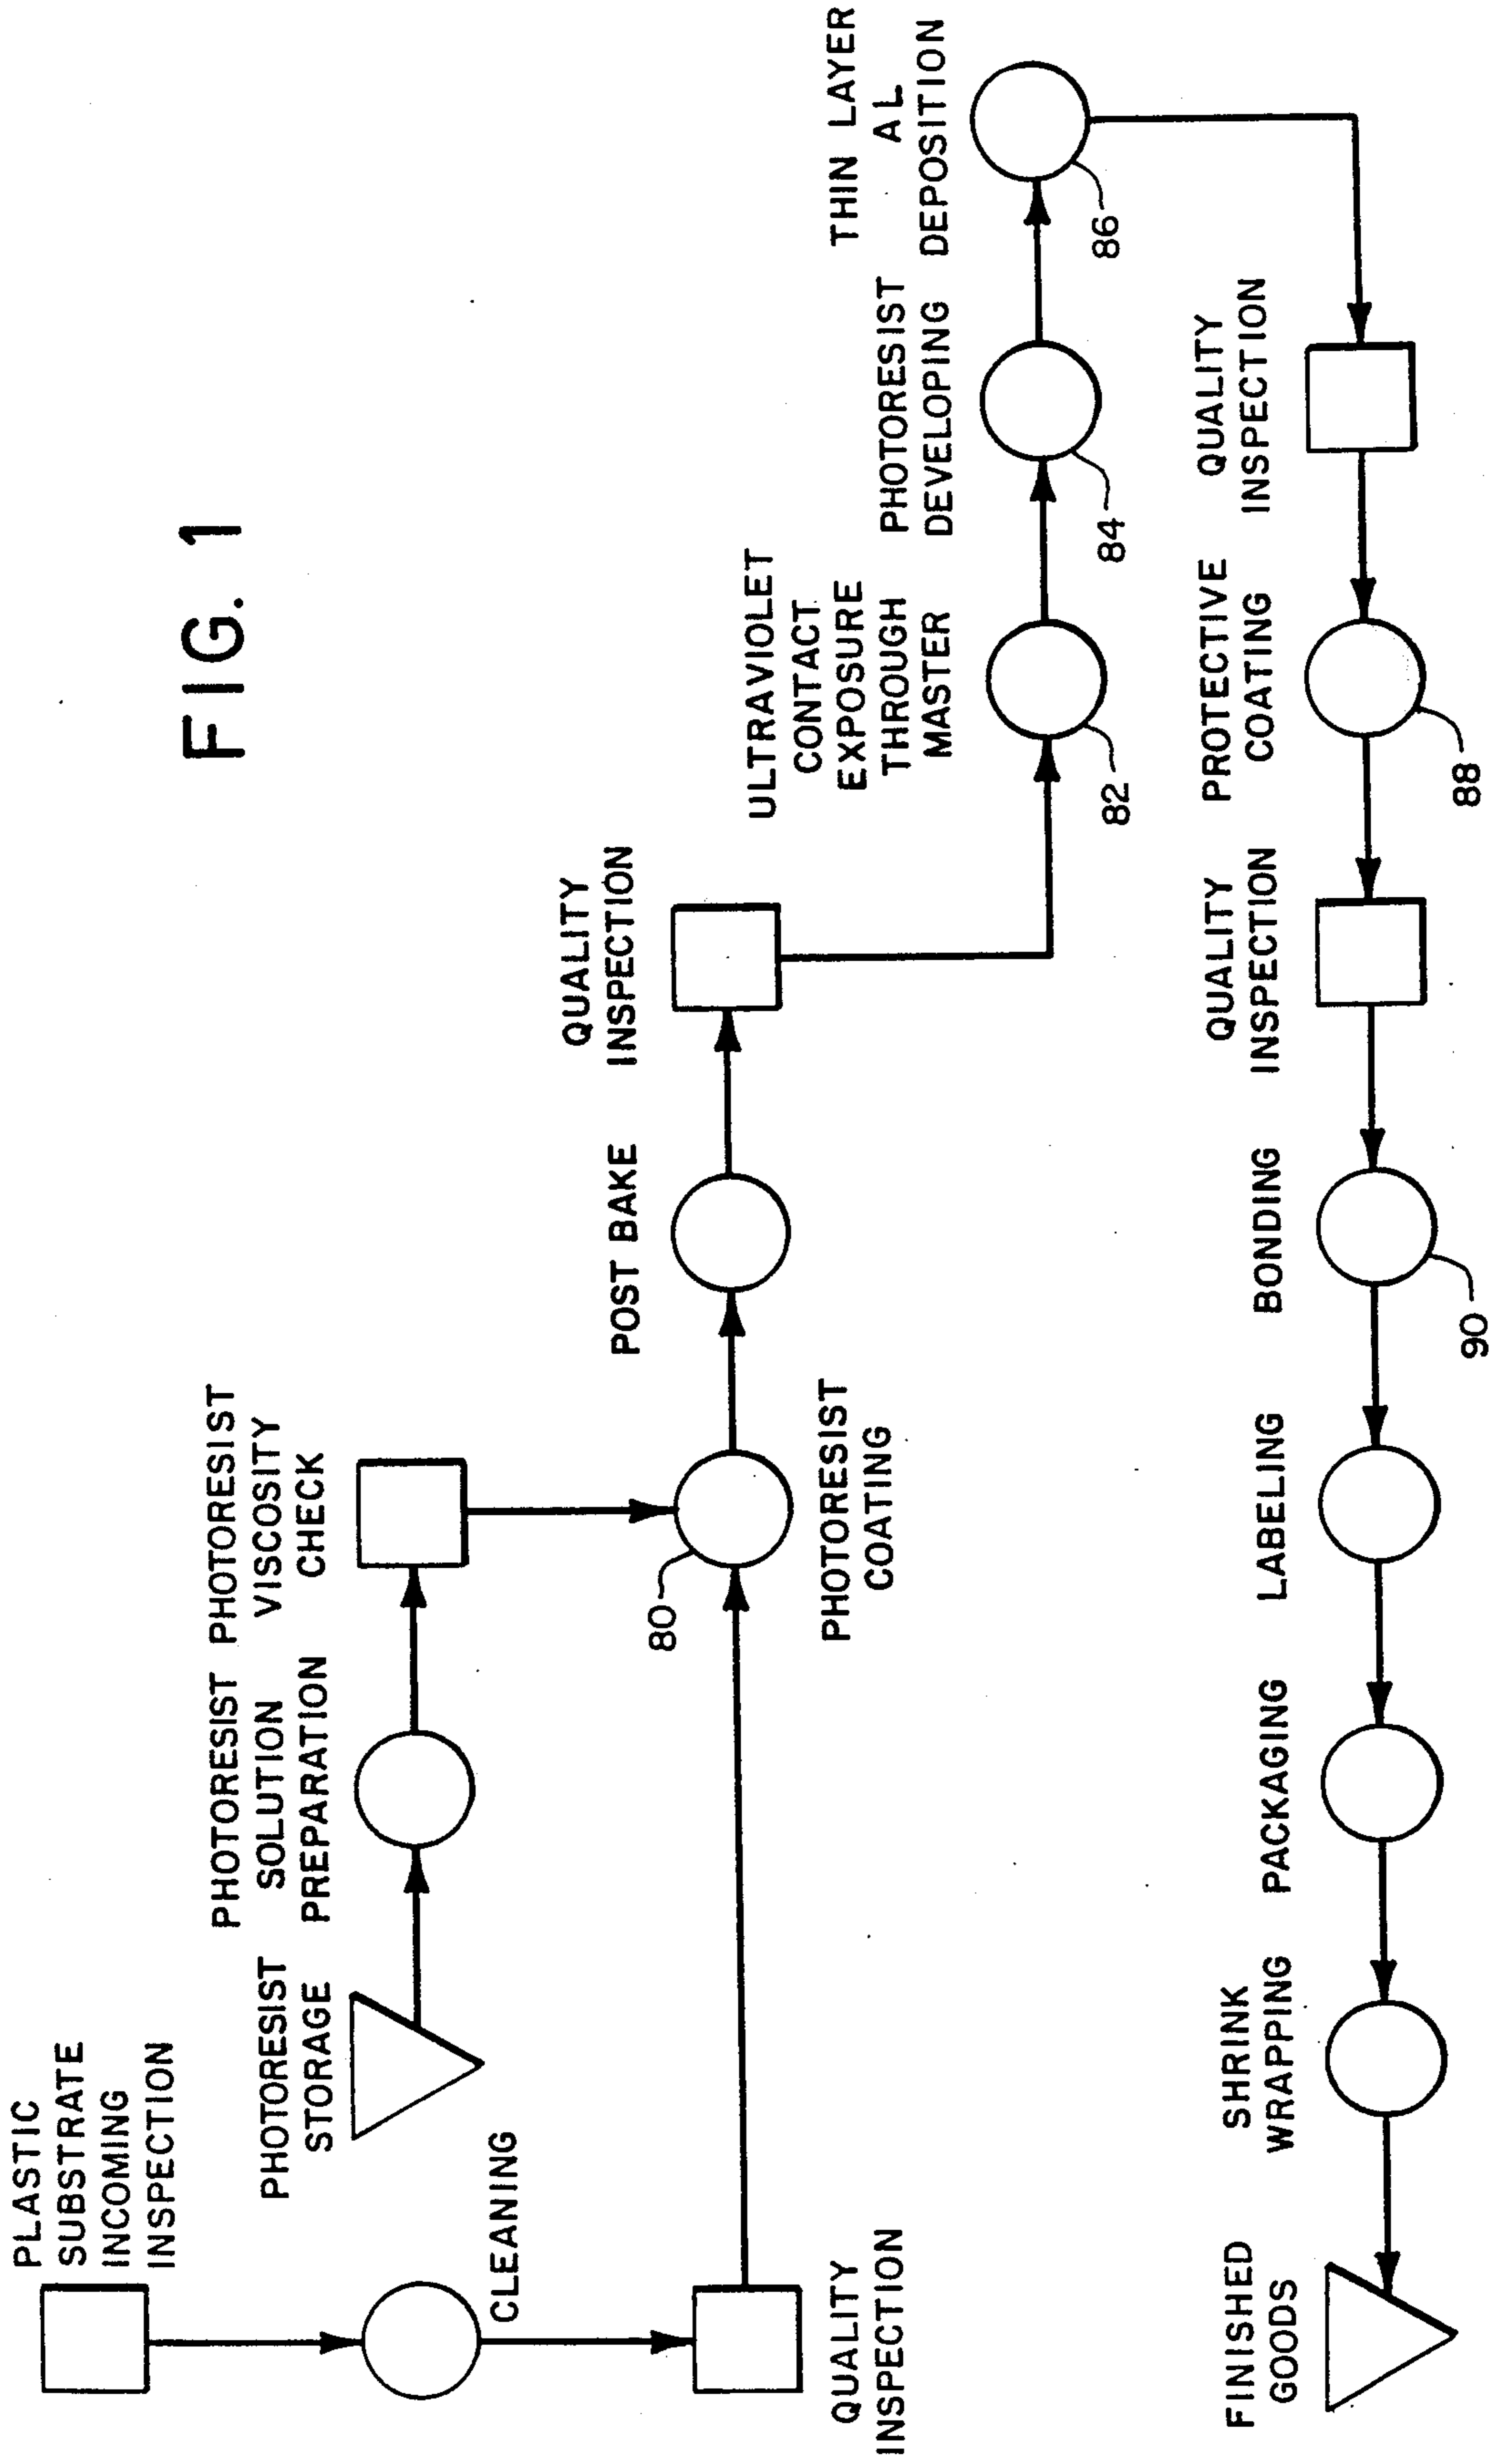 FIG. 1
PLASTIC
SUBSTRATE
INCOMING
INSPECTION
CLEANING
QUALITY
INSPECTION
PHOTORESIST
STORAGE
PHOTORESIST
SOLUTION
PREPARATION
PHOTORESIST
VISCOSITY
CHECK
80
PHOTORESIST
COATING
POST BAKE
QUALITY
INSPECTION
ULTRAVIOLET
CONTACT
EXPOSURE
THROUGH
MASTER
82
PHOTORESIST
DEVELOPING
84
THIN LAYER
AL
DEPOSITION
86
QUALITY
INSPECTION
PROTECTIVE
COATING
88
QUALITY
INSPECTION
BONDING
90
LABELING
PACKAGING
SHRINK
WRAPPING
FINISHED
GOODS